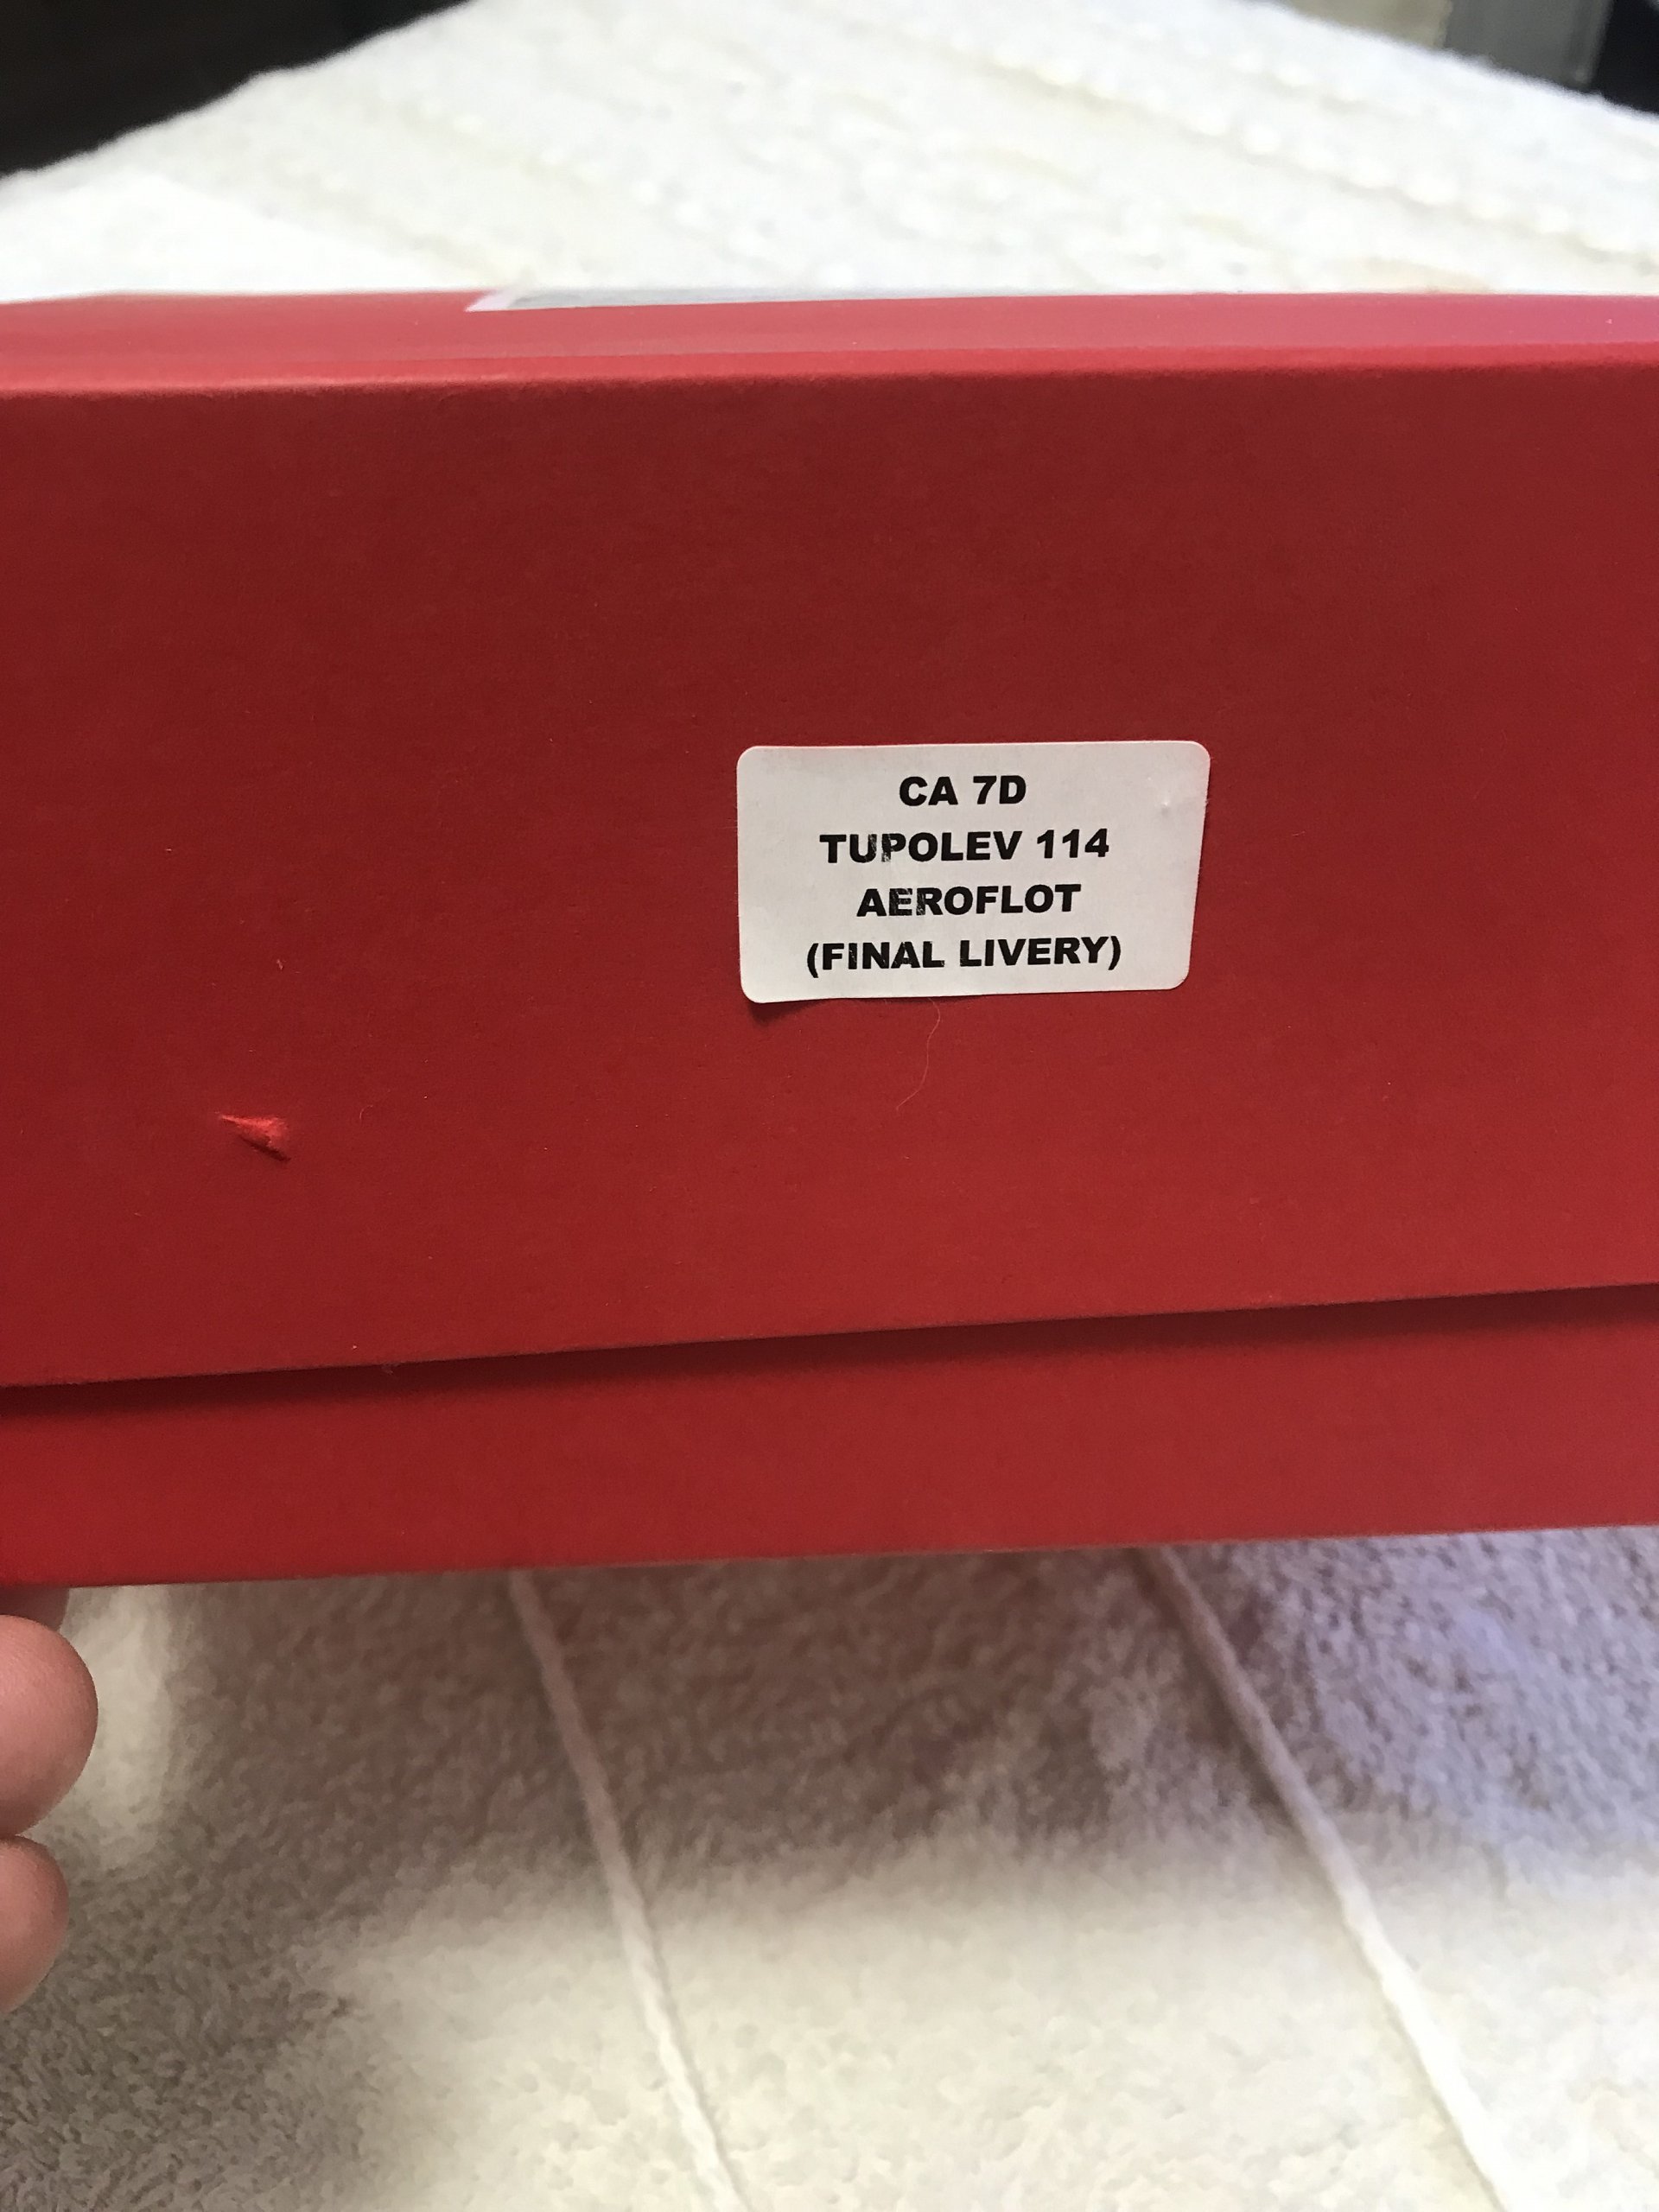 CA 7D
TUPOLEV 114
AEROFLOT
(FINAL LIVERY)